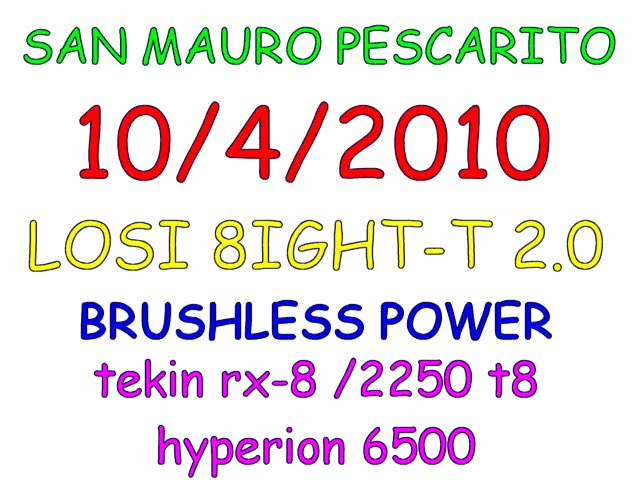 SAN MAURO PESCARITO
10/4/2010
LOSI 8IGHT-T 2.0
BRUSHLESS POWER
tekin rx-8 /2250 t8
hyperion 6500